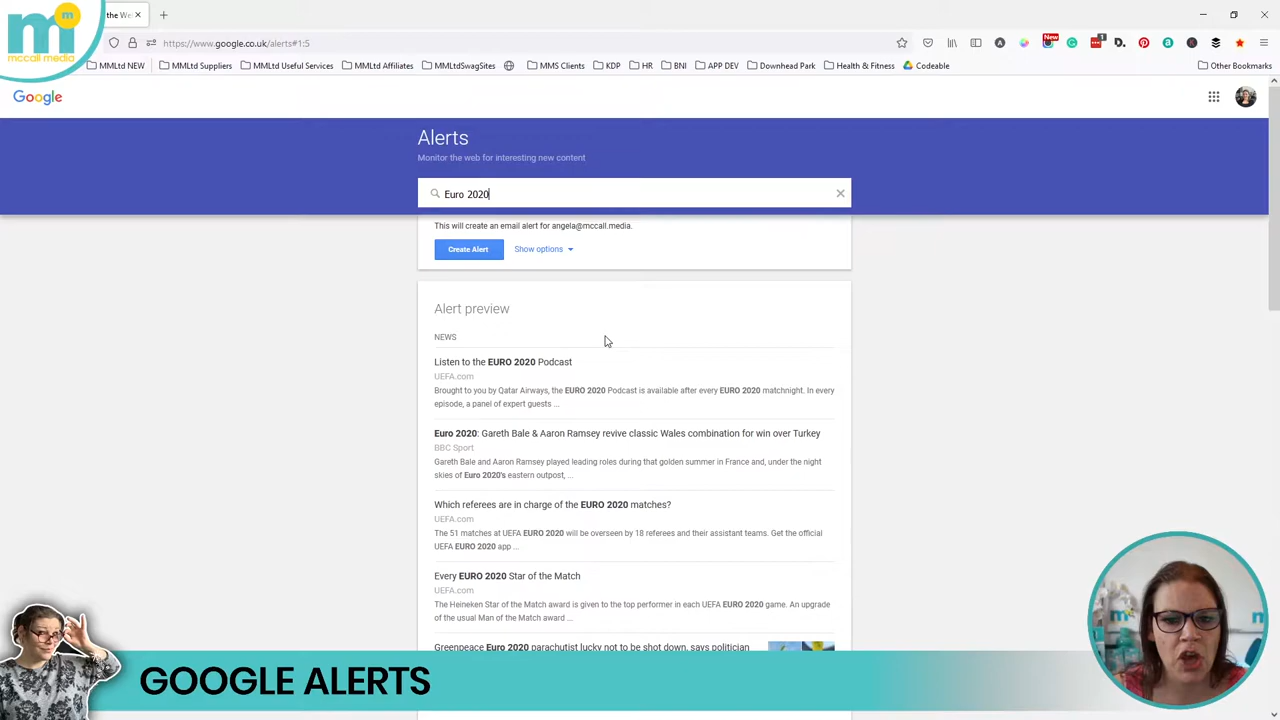 m
mccall media
the We
https://www.google.co.uk/alerts#1:5
New
1
MMLtd NEW
MMLtd Suppliers
MMLtd Useful Services
MMLtd Affiliates
MMLtdSwagSites
MMS Clients
KDP
HR
BNI
APP DEV
Downhead Park
Health & Fitness
Codeable
Other Bookmarks
Google
Alerts
Monitor the web for interesting new content
Euro 2020
This will create an email alert for angela@mccall.media.
Create Alert
Show options
Alert preview
NEWS
Listen to the EURO 2020 Podcast
UEFA.com
Brought to you by Qatar Airways, the EURO 2020 Podcast is available after every EURO 2020 matchnight. In every
episode, a panel of expert guests ...
Euro 2020: Gareth Bale & Aaron Ramsey revive classic Wales combination for win over Turkey
BBC Sport
Gareth Bale and Aaron Ramsey played leading roles during that golden summer in France and, under the night
skies of Euro 2020's eastern outpost, ...
Which referees are in charge of the EURO 2020 matches?
UEFA.com
The 51 matches at UEFA EURO 2020 will be overseen by 18 referees and their assistant teams. Get the official
UEFA EURO 2020 app ...
Every EURO 2020 Star of the Match
UEFA.com
The Heineken Star of the Match award is given to the top performer in each UEFA EURO 2020 game. An upgrade
of the usual Man of the Match award ...
Greenpeace Euro 2020 parachutist lucky not to be shot down, says politician
GOOGLE ALERTS